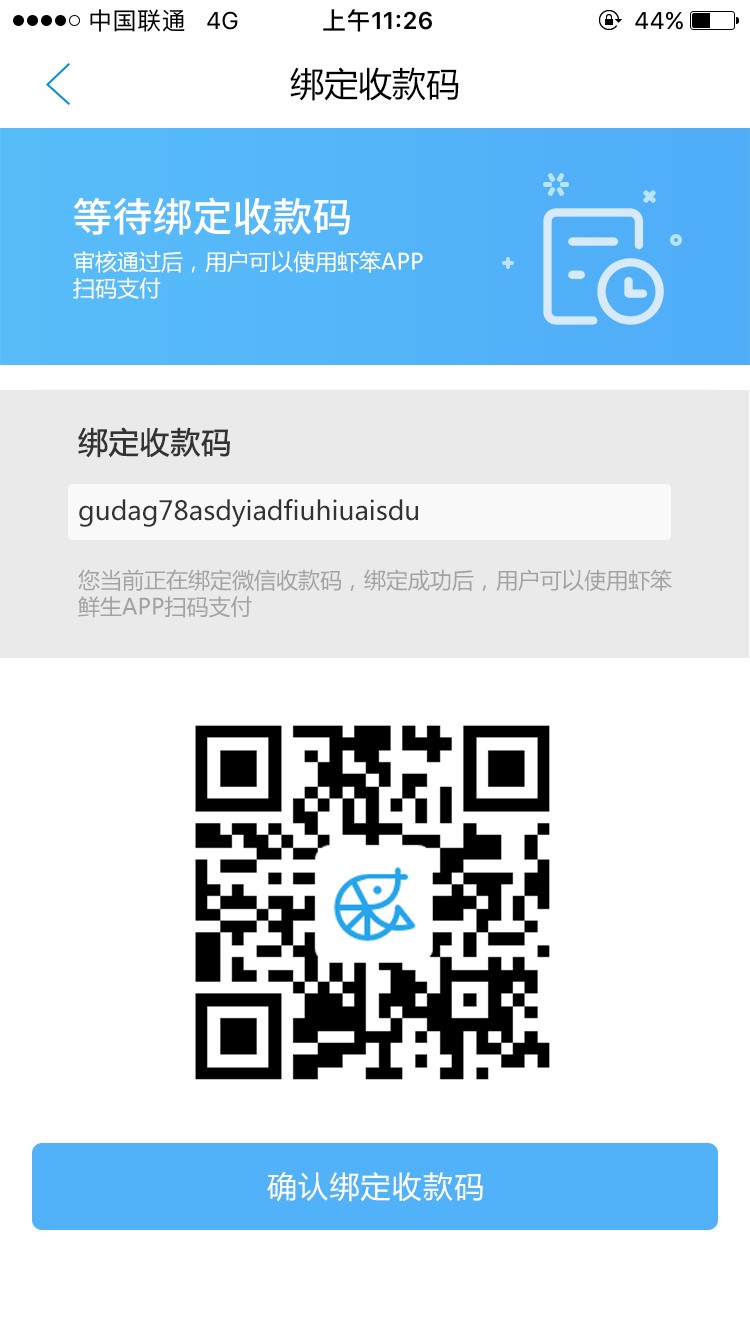 中国联通 4G 上午11:26 44%
绑定收款码
等待绑定收款码
审核通过后，用户可以使用虾笨APP
扫码支付
绑定收款码
gudag78asdyiadfiuhiuaisdu
您当前正在绑定微信收款码，绑定成功后，用户可以使用虾笨
鲜生APP扫码支付
确认绑定收款码